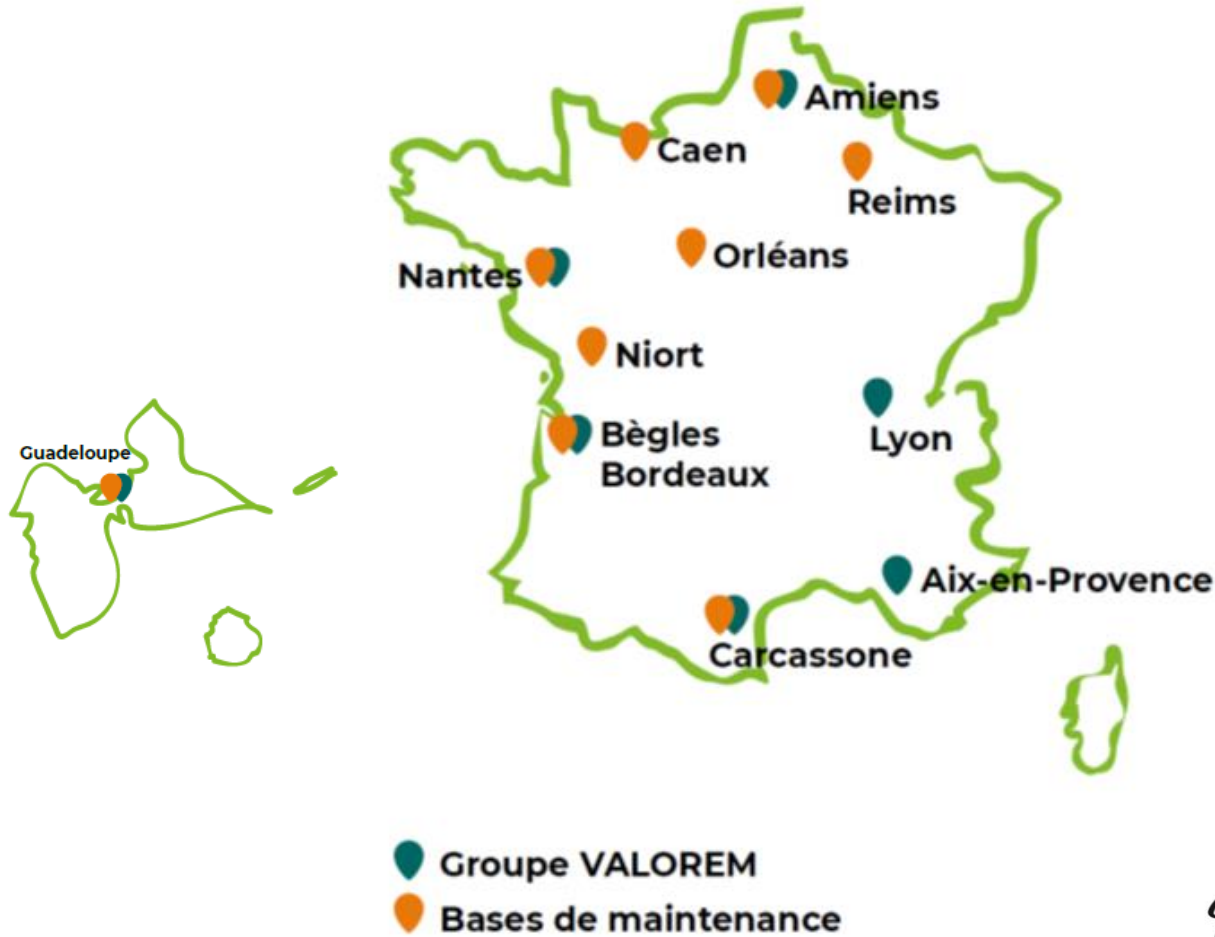 Amiens
Caen
Reims
Orléans
Nantes
Niort
Lyon
Bègles
Bordeaux
Guadeloupe
Aix-en-Provence
Carcassone
Groupe VALOREM
Bases de maintenance